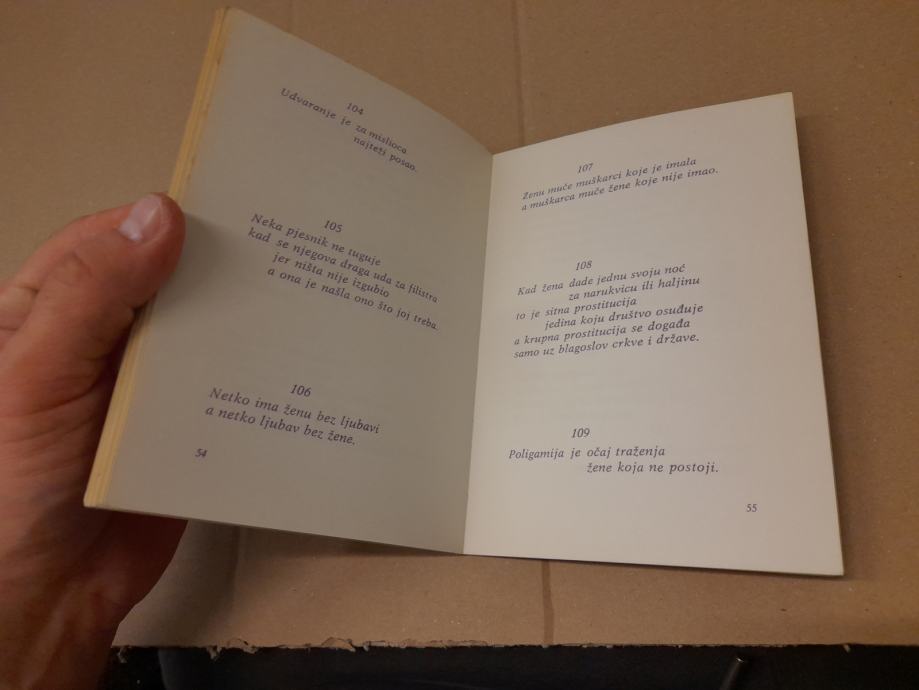 104
Udvaranje je za mislioca
najteži posao.
105
Neka pjesnik ne tuguje
kad se njegova draga uda za filistra
jer ništa nije izgubio
a ona je našla ono što joj treba.
106
Netko ima ženu bez ljubavi
a netko ljubav bez žene.
54
107
Ženu muče muškarci koje je imala
a muškarca muče žene koje nije imao.
108
Kad žena dade jednu svoju noć
za narukvicu ili haljinu
to je sitna prostitucija
jedina koju društvo osuđuje
a krupna prostitucija se događa
samo uz blagoslov crkve i države.
109
Poligamija je očaj traženja
žene koja ne postoji.
55